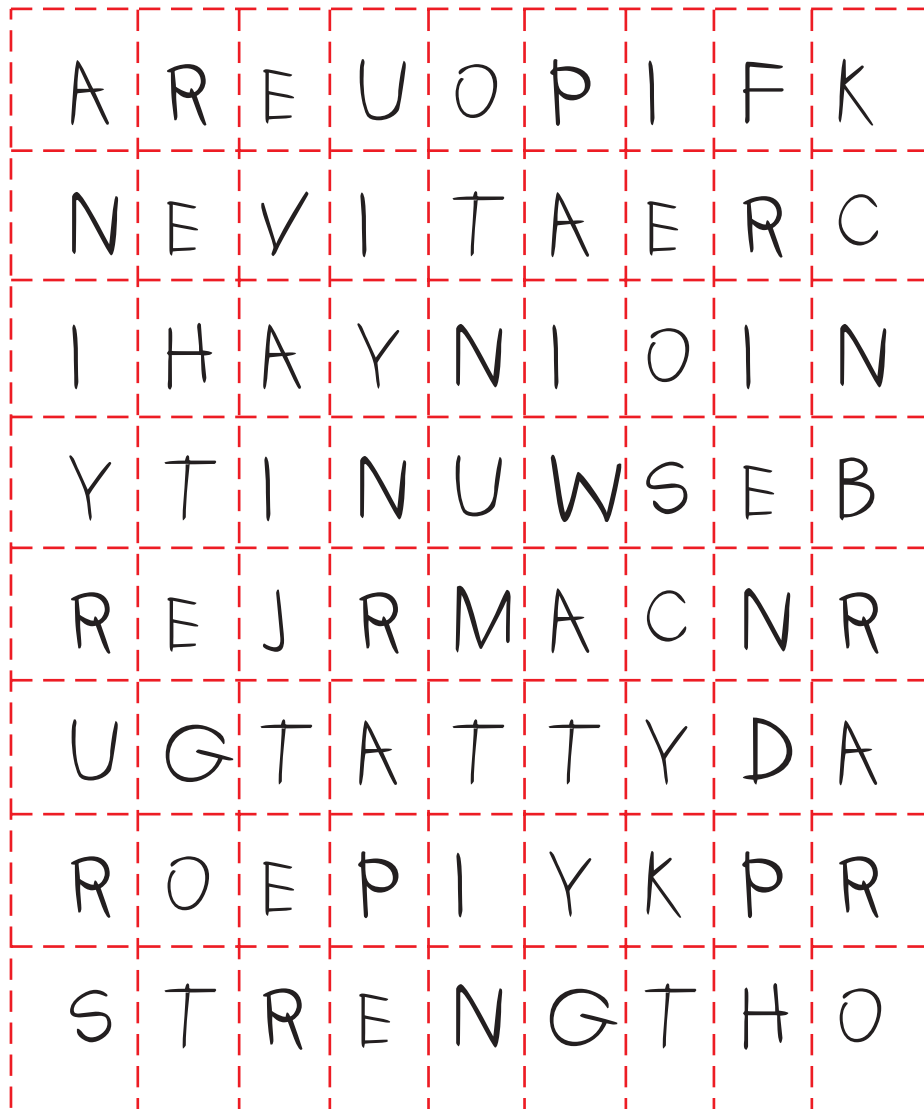 A R E U O P I F K
N E V I T A E R C
I H A Y N I O I N
Y T I N U W S E B
R E J R M A C N R
U G T A T T Y D A
R O E P I Y K P R
S T R E N G T H O